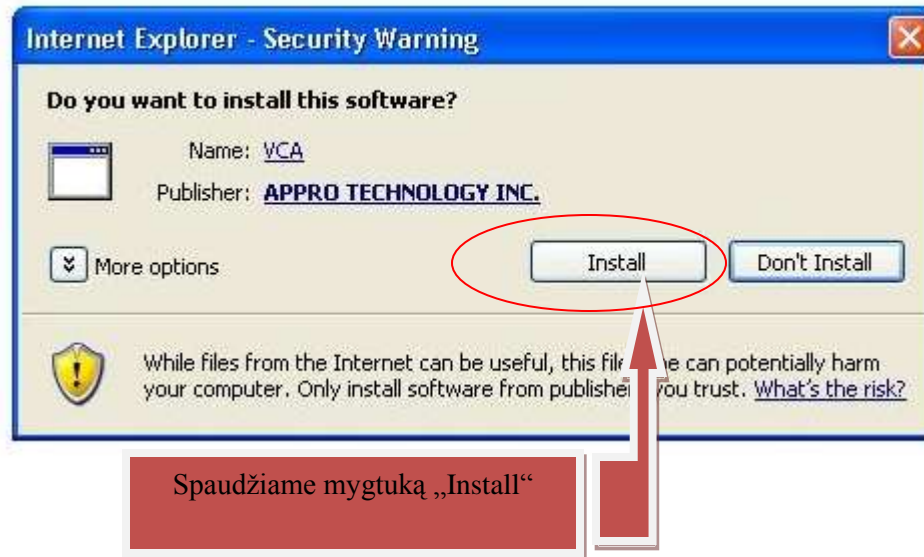 Internet Explorer - Security Warning
Do you want to install this software?
Name: VCA
Publisher: APPRO TECHNOLOGY INC.
More options
Install
Don't Install
While files from the Internet can be useful, this file can potentially harm
your computer. Only install software from publisher you trust. What's the risk?
Spaudžiame mygtuką „Install“